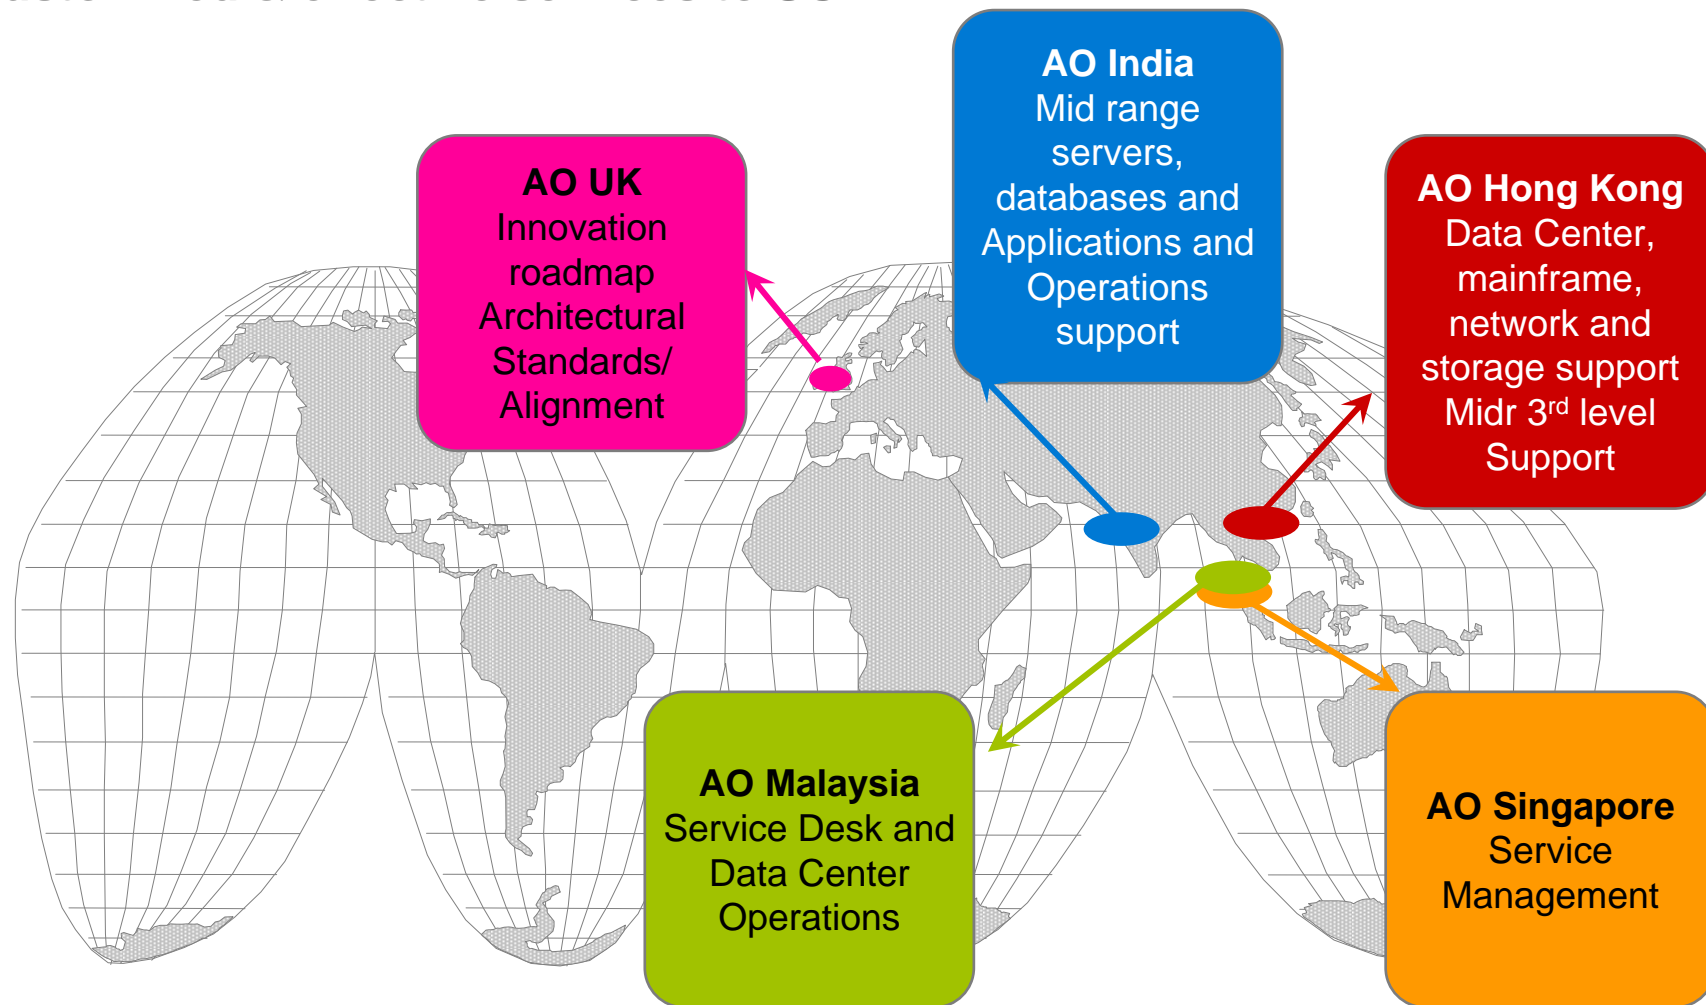 AO India
Mid range
servers,
databases and
Applications and
Operations
support
AO UK
Innovation
roadmap
Architectural
Standards/
Alignment
AO Hong Kong
Data Center,
mainframe,
network and
storage support
Midr 3rd level
Support
AO Malaysia
Service Desk and
Data Center
Operations
AO Singapore
Service
Management